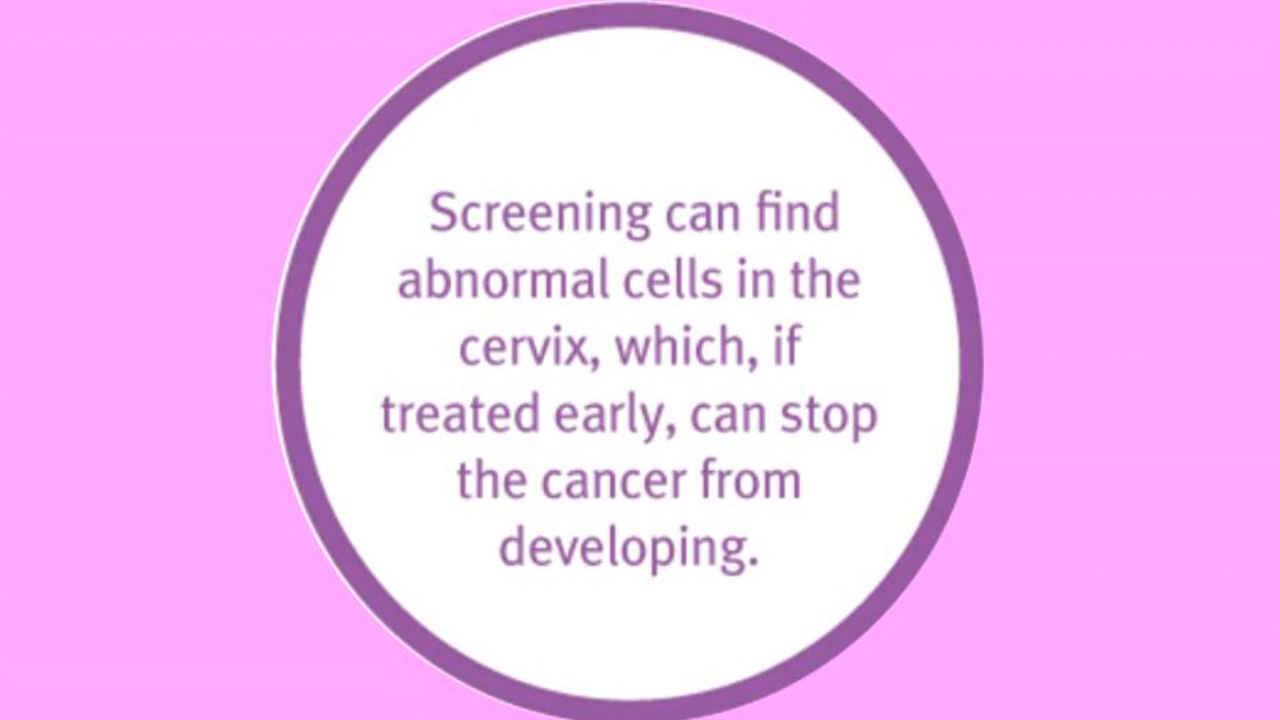 Screening can find
abnormal cells in the
cervix, which, if
treated early, can stop
the cancer from
developing.